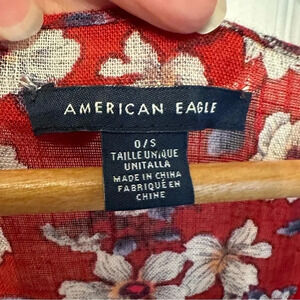 AMERICAN EAGLE
O/S
TAILLE UNIQUE
UNITALLA
MADE IN CHINA
FABRIQUÉ EN
CHINE